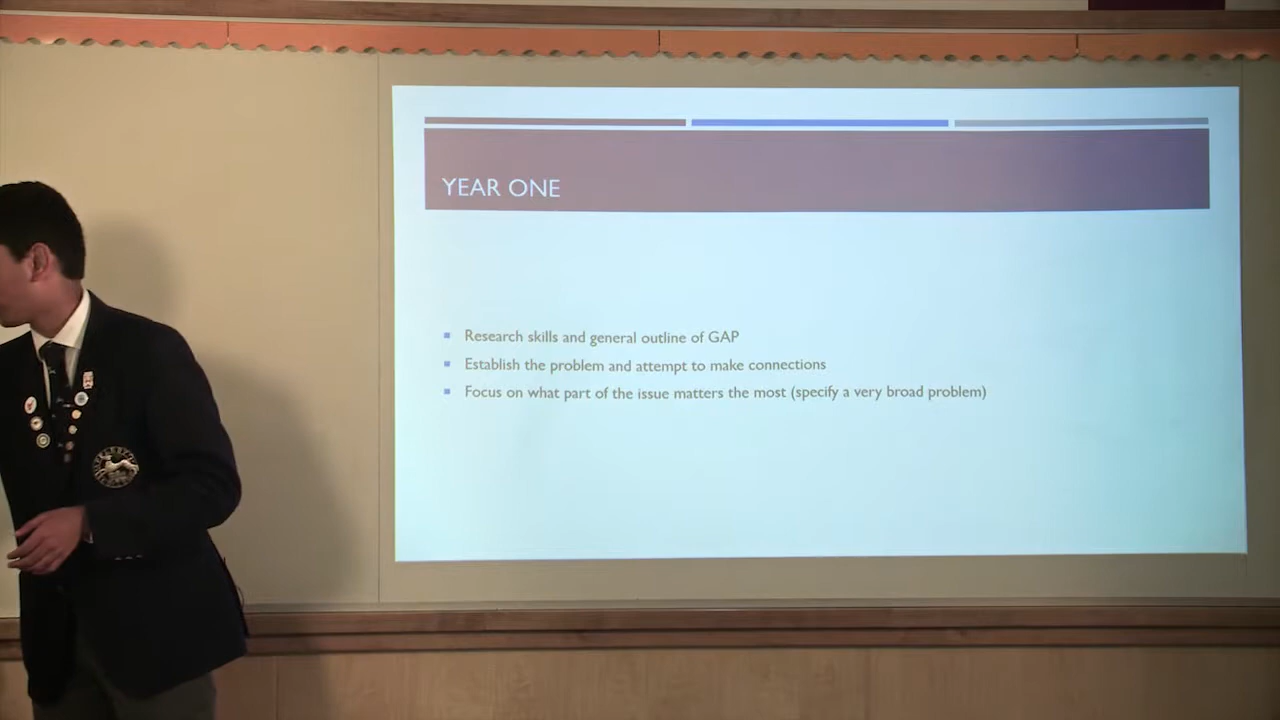 YEAR ONE
Research skills and general outline of GAP
Establish the problem and attempt to make connections
Focus on what part of the issue matters the most (specify a very broad problem)